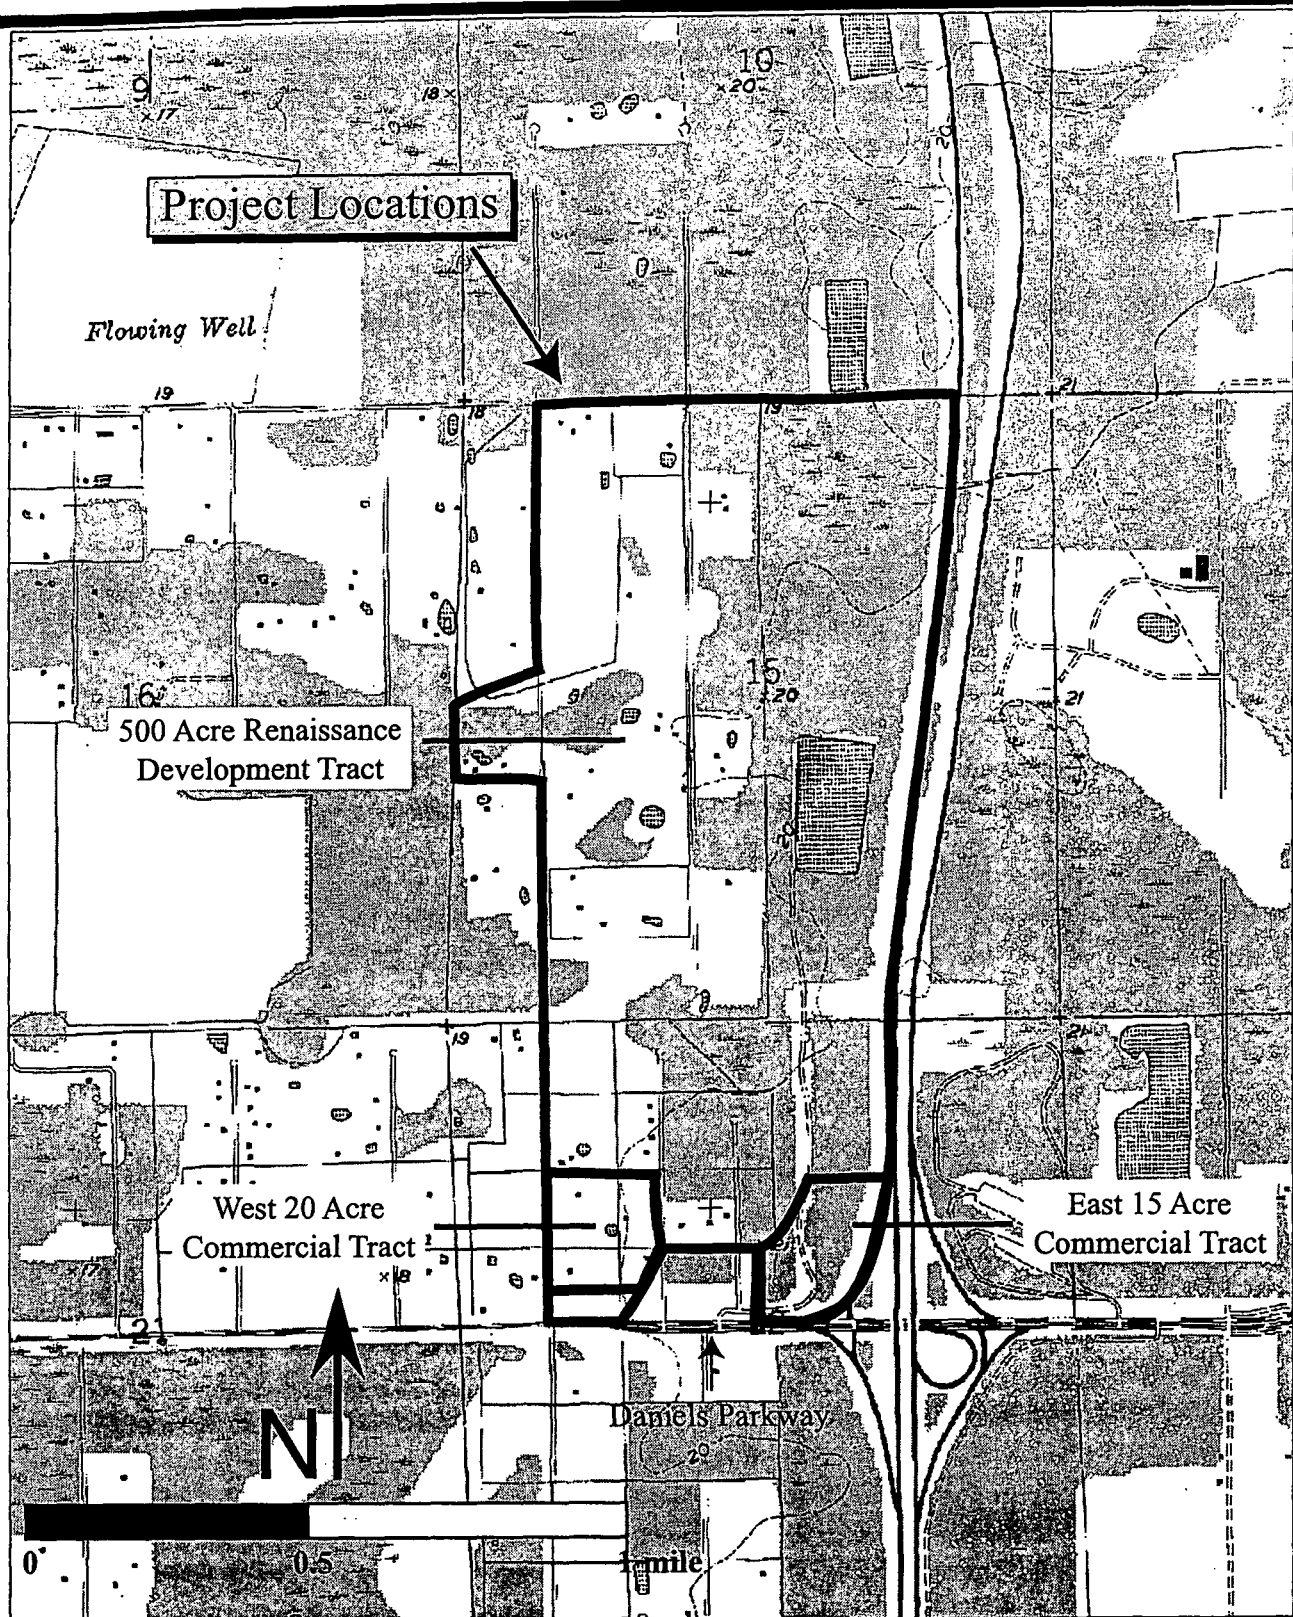 10
×20
18×
9
×17
20
Project Locations
Flowing Well
19
18
19
21
16
15
×20
21
500 Acre Renaissance
Development Tract
20
19
21
West 20 Acre
Commercial Tract
East 15 Acre
Commercial Tract
×17
×18
21
Daniels Parkway
20
N
0
0.5
1 mile